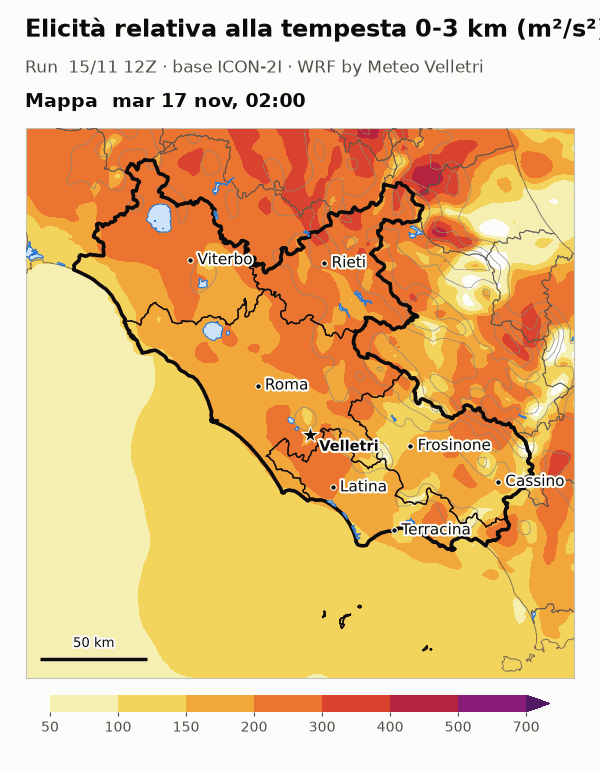 Elicità relativa alla tempesta 0-3 km (m²/s²)
Run 15/11 12Z · base ICON-2I · WRF by Meteo Velletri
Mappa mar 17 nov, 02:00
Viterbo
Rieti
Roma
Velletri
Frosinone
Latina
Cassino
Terracina
50 km
50 100 150 200 300 400 500 700